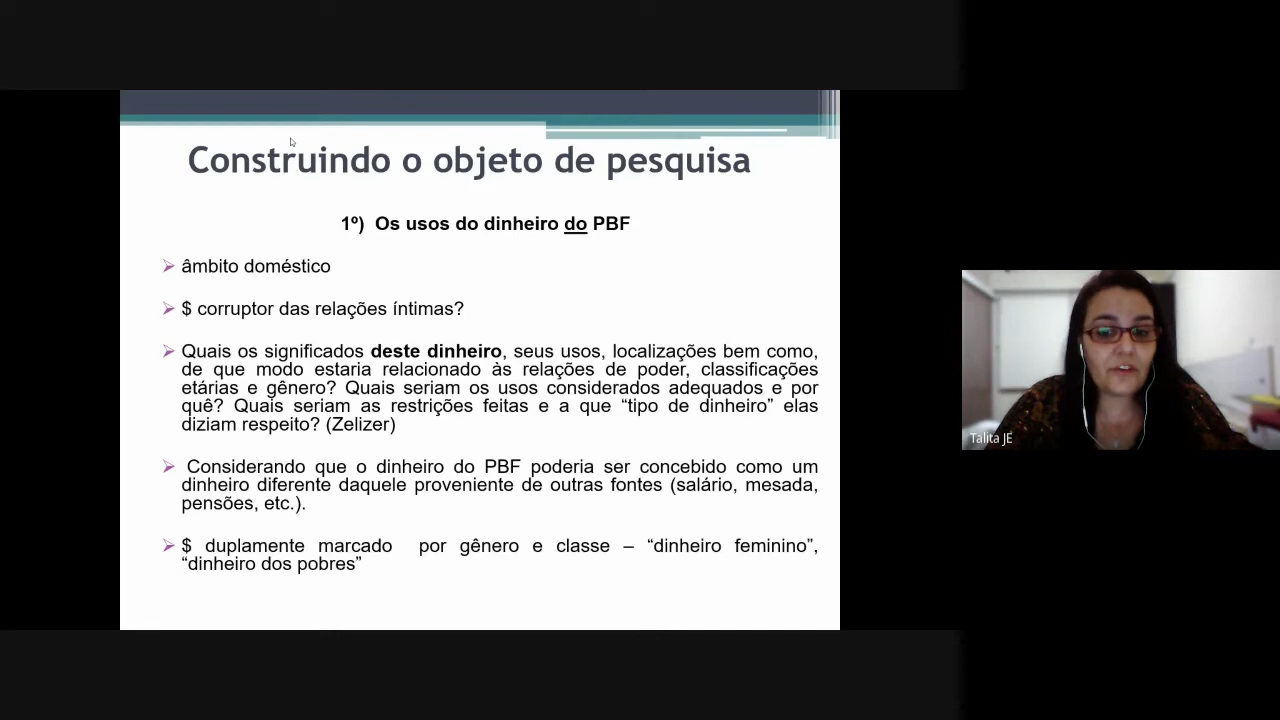 Construindo o objeto de pesquisa
1º) Os usos do dinheiro do PBF
âmbito doméstico
$ corruptor das relações íntimas?
Quais os significados deste dinheiro, seus usos, localizações bem como,
de que modo estaria relacionado às relações de poder, classificações
etárias e gênero? Quais seriam os usos considerados adequados e por
quê? Quais seriam as restrições feitas e a que “tipo de dinheiro” elas
diziam respeito? (Zelizer)
Considerando que o dinheiro do PBF poderia ser concebido como um
dinheiro diferente daquele proveniente de outras fontes (salário, mesada,
pensões, etc.).
$ duplamente marcado por gênero e classe – “dinheiro feminino”,
“dinheiro dos pobres”
Talita JE